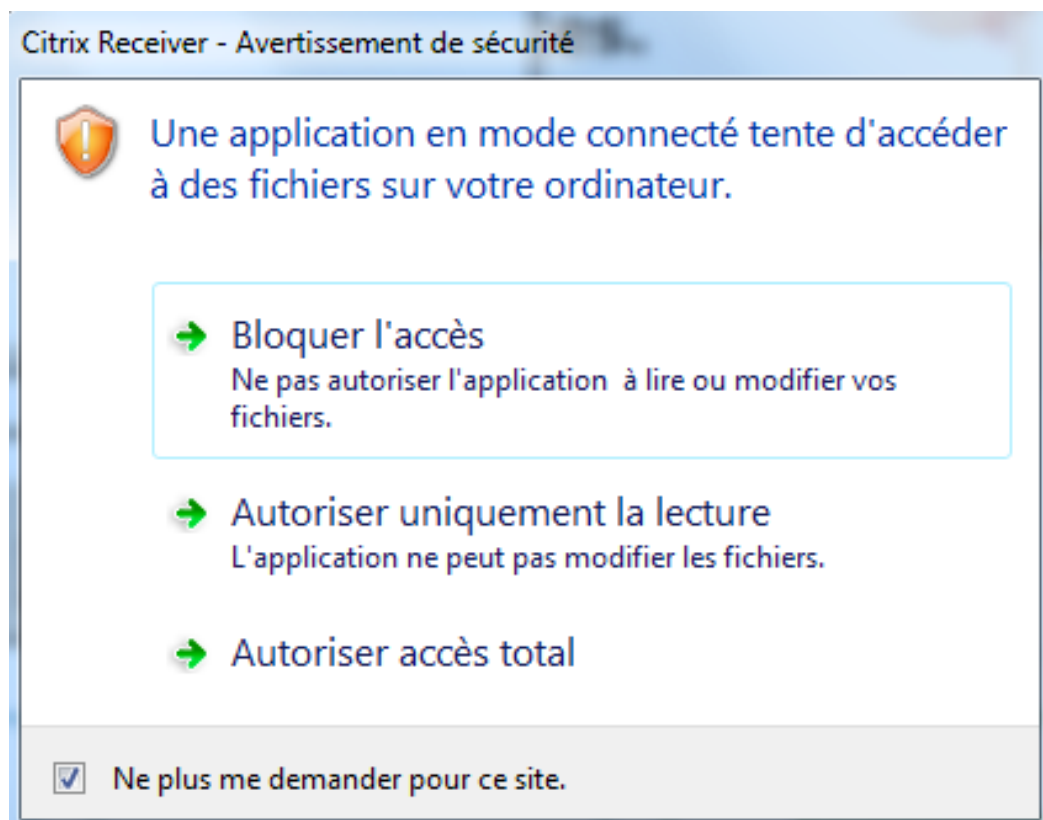 Citrix Receiver - Avertissement de sécurité
Une application en mode connecté tente d'accéder
à des fichiers sur votre ordinateur.
Bloquer l'accès
Ne pas autoriser l'application à lire ou modifier vos
fichiers.
Autoriser uniquement la lecture
L'application ne peut pas modifier les fichiers.
Autoriser accès total
Ne plus me demander pour ce site.